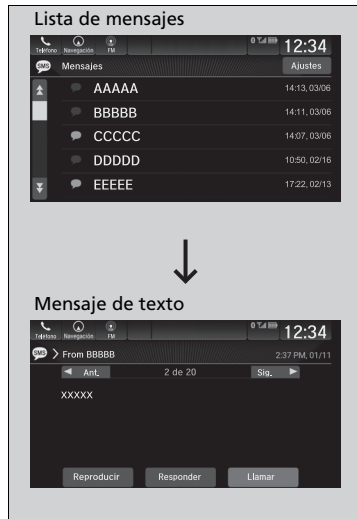 Lista de mensajes
Teléfono Navegación FM 0 12:34
SMS Mensajes Ajustes
AAAAA 14:13, 03/06
BBBBB 14:11, 03/06
CCCCC 14:07, 03/06
DDDDD 10:50, 02/16
EEEEE 17:22, 02/13
Mensaje de texto
Teléfono Navegación FM 0 12:34
SMS From BBBBB 2:37 PM, 01/11
Ant. 2 de 20 Sig.
XXXXX
Reproducir Responder Llamar